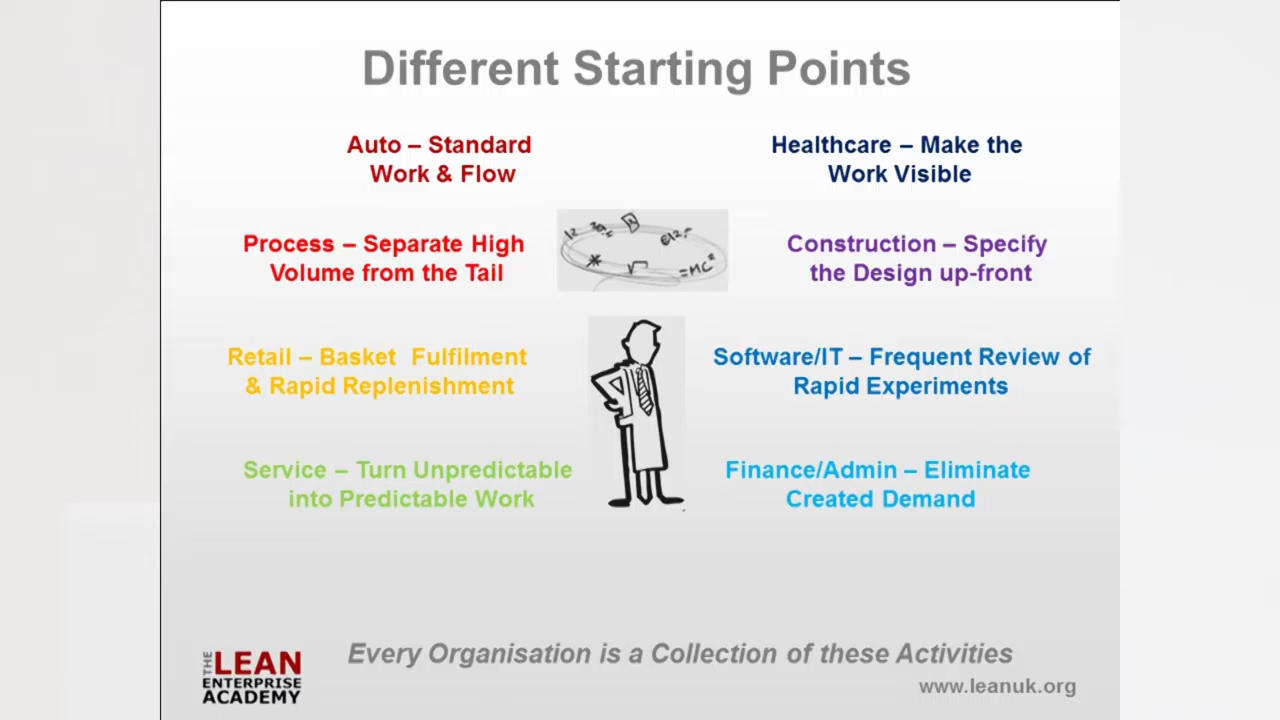 Different Starting Points
Auto – Standard
Work & Flow
Healthcare – Make the
Work Visible
Process – Separate High
Volume from the Tail
Construction – Specify
the Design up-front
=MC²
Retail – Basket Fulfilment
& Rapid Replenishment
Software/IT – Frequent Review of
Rapid Experiments
Service – Turn Unpredictable
into Predictable Work
Finance/Admin – Eliminate
Created Demand
Every Organisation is a Collection of these Activities
THE LEAN
ENTERPRISE
ACADEMY
www.leanuk.org